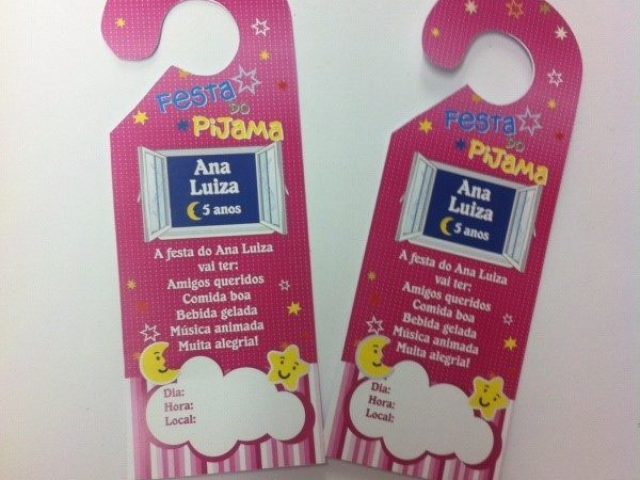 Festa
do
Pijama
Ana
Luiza
5 anos
A festa do Ana Luiza
vai ter:
Amigos queridos
Comida boa
Bebida gelada
Música animada
Muita alegria!
Dia:
Hora:
Local:
Festa
do
Pijama
Ana
Luiza
5 anos
A festa do Ana Luiza
vai ter:
Amigos queridos
Comida boa
Bebida gelada
Música animada
Muita alegria!
Dia:
Hora:
Local: